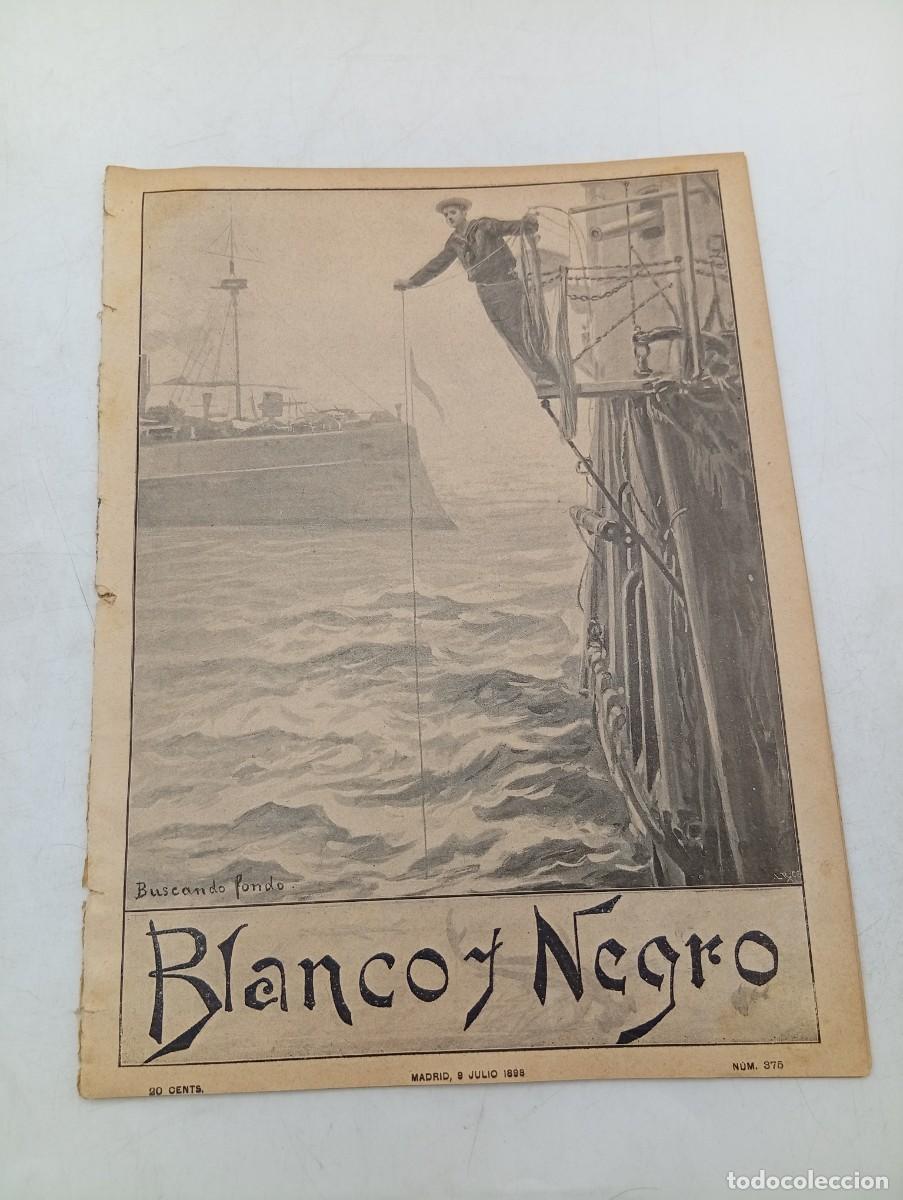 Buscando fondo.
Blanco y Negro
20 CENTS.
MADRID, 9 JULIO 1898
NÚM. 375
todocoleccion